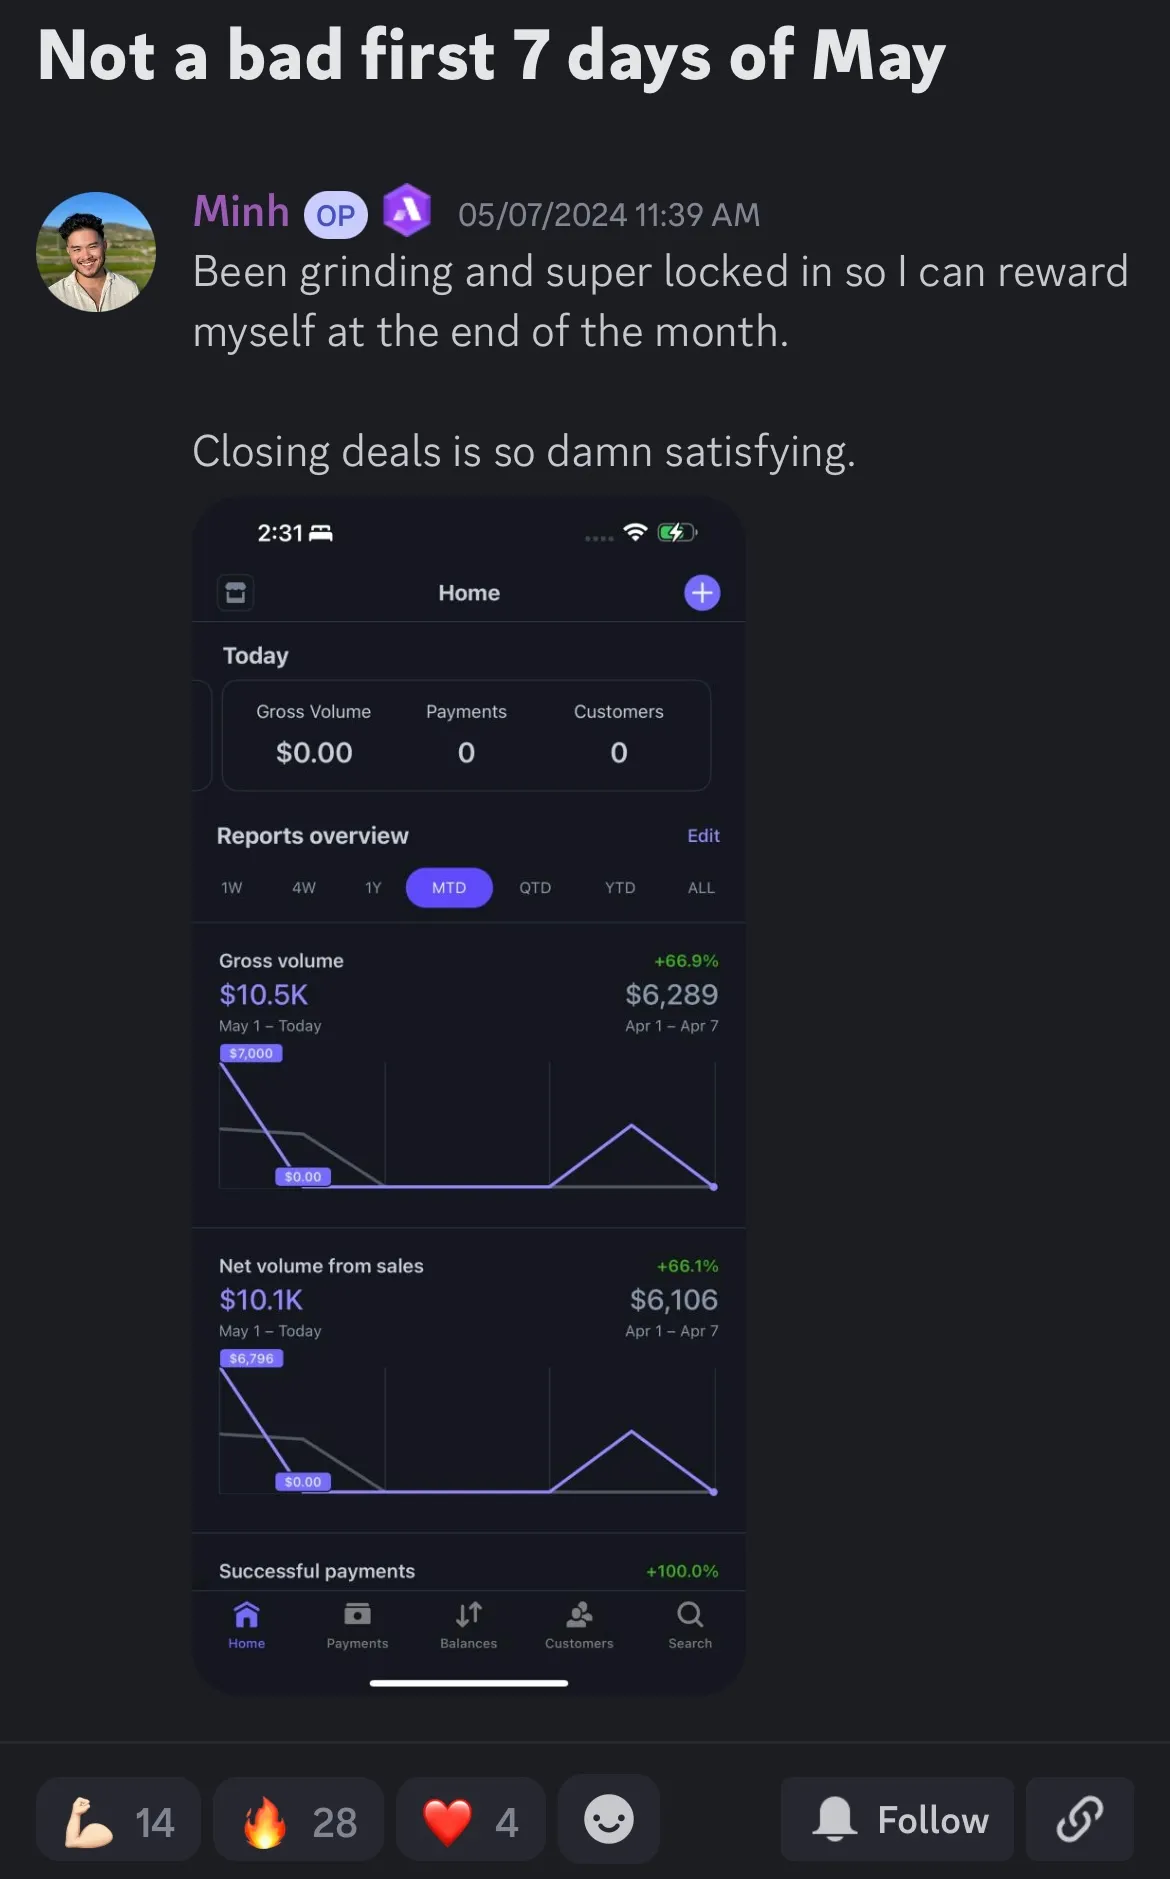 Not a bad first 7 days of May
Minh OP 05/07/2024 11:39 AM
Been grinding and super locked in so I can reward
myself at the end of the month.
Closing deals is so damn satisfying.
2:31
Home
Today
Gross Volume Payments Customers
$0.00 0 0
Reports overview Edit
1W 4W 1Y MTD QTD YTD ALL
Gross volume +66.9%
$10.5K $6,289
May 1 – Today Apr 1 – Apr 7
$7,000
$0.00
Net volume from sales +66.1%
$10.1K $6,106
May 1 – Today Apr 1 – Apr 7
$6,796
$0.00
Successful payments +100.0%
Home Payments Balances Customers Search
14 28 4 Follow